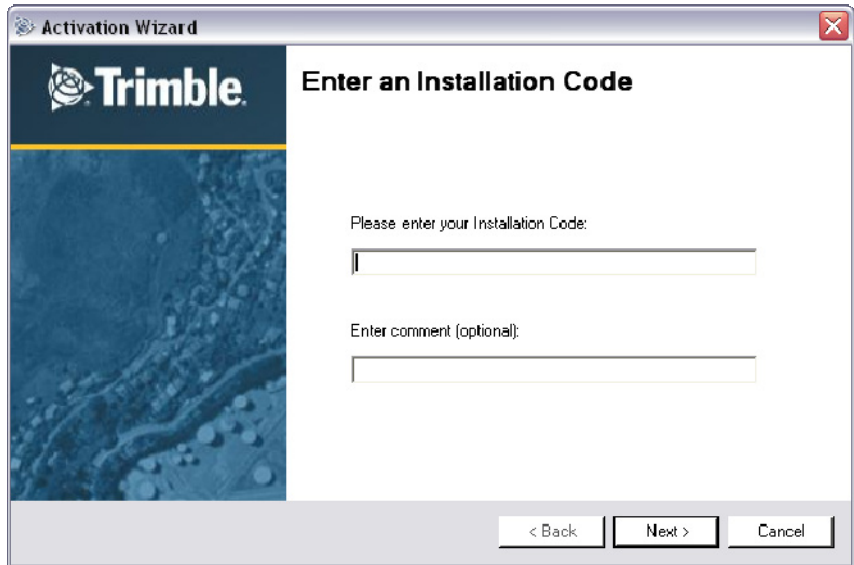 Activation Wizard
Trimble.
Enter an Installation Code
Please enter your Installation Code:
Enter comment (optional):
< Back
Next >
Cancel